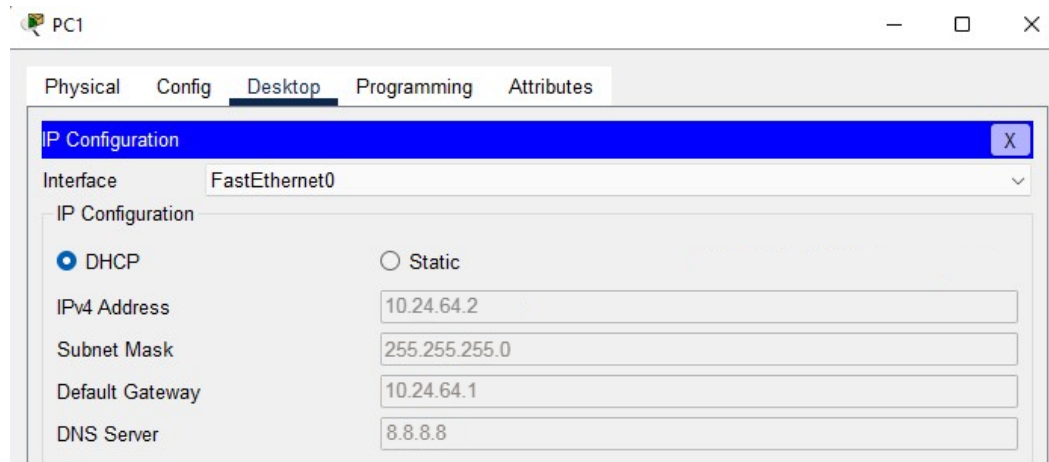 PC1
Physical Config Desktop Programming Attributes
IP Configuration X
Interface FastEthernet0
IP Configuration
DHCP Static
IPv4 Address 10.24.64.2
Subnet Mask 255.255.255.0
Default Gateway 10.24.64.1
DNS Server 8.8.8.8